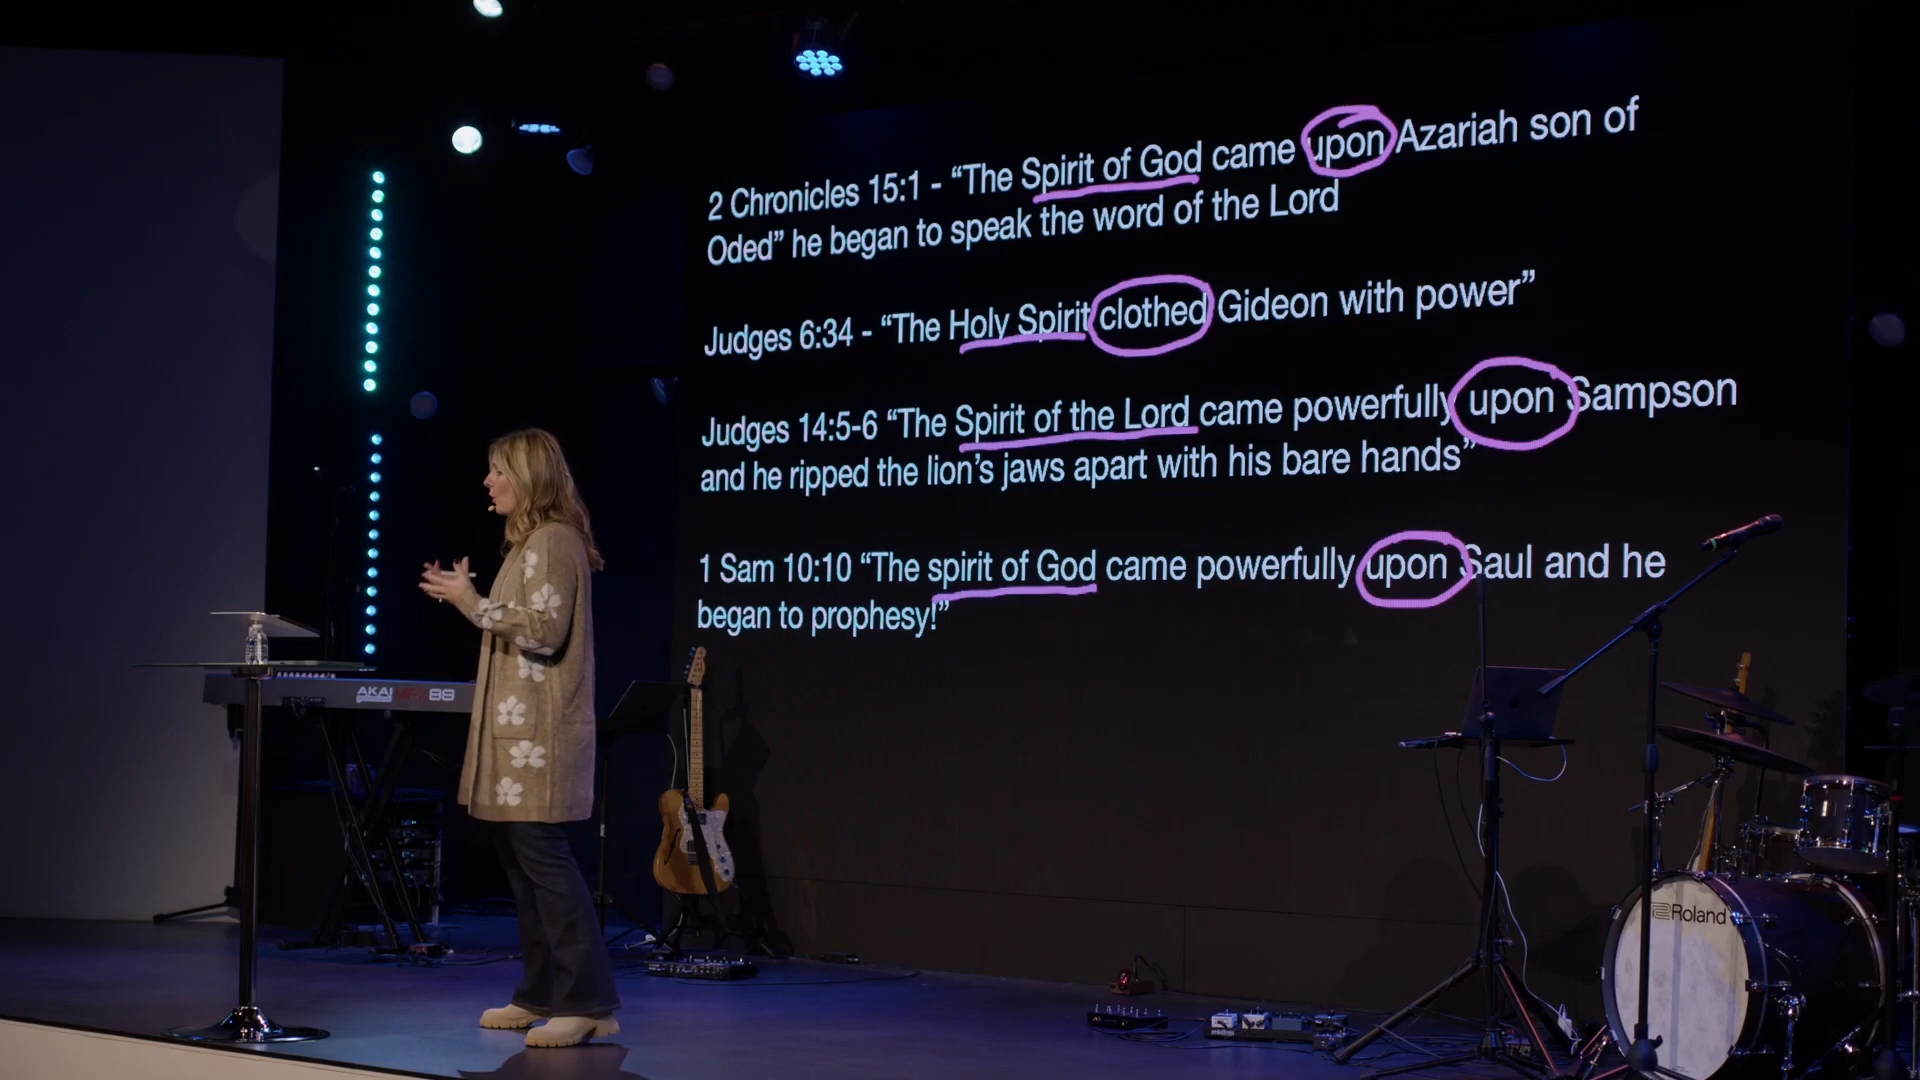 2 Chronicles 15:1 - “The Spirit of God came upon Azariah son of
Oded” he began to speak the word of the Lord
Judges 6:34 - “The Holy Spirit clothed Gideon with power”
Judges 14:5-6 “The Spirit of the Lord came powerfully upon Sampson
and he ripped the lion’s jaws apart with his bare hands”
1 Sam 10:10 “The spirit of God came powerfully upon Saul and he
began to prophesy!”
AKAI
88
Roland